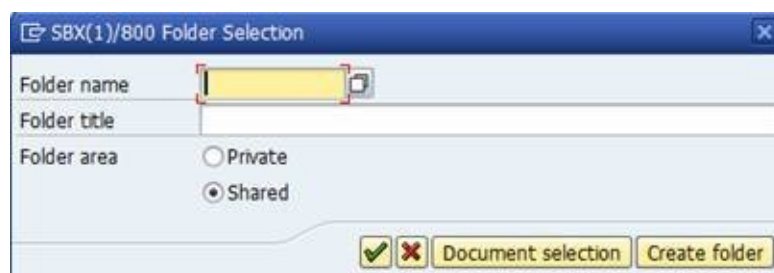 SBX(1)/800 Folder Selection
Folder name
Folder title
Folder area Private
Shared
Document selection Create folder